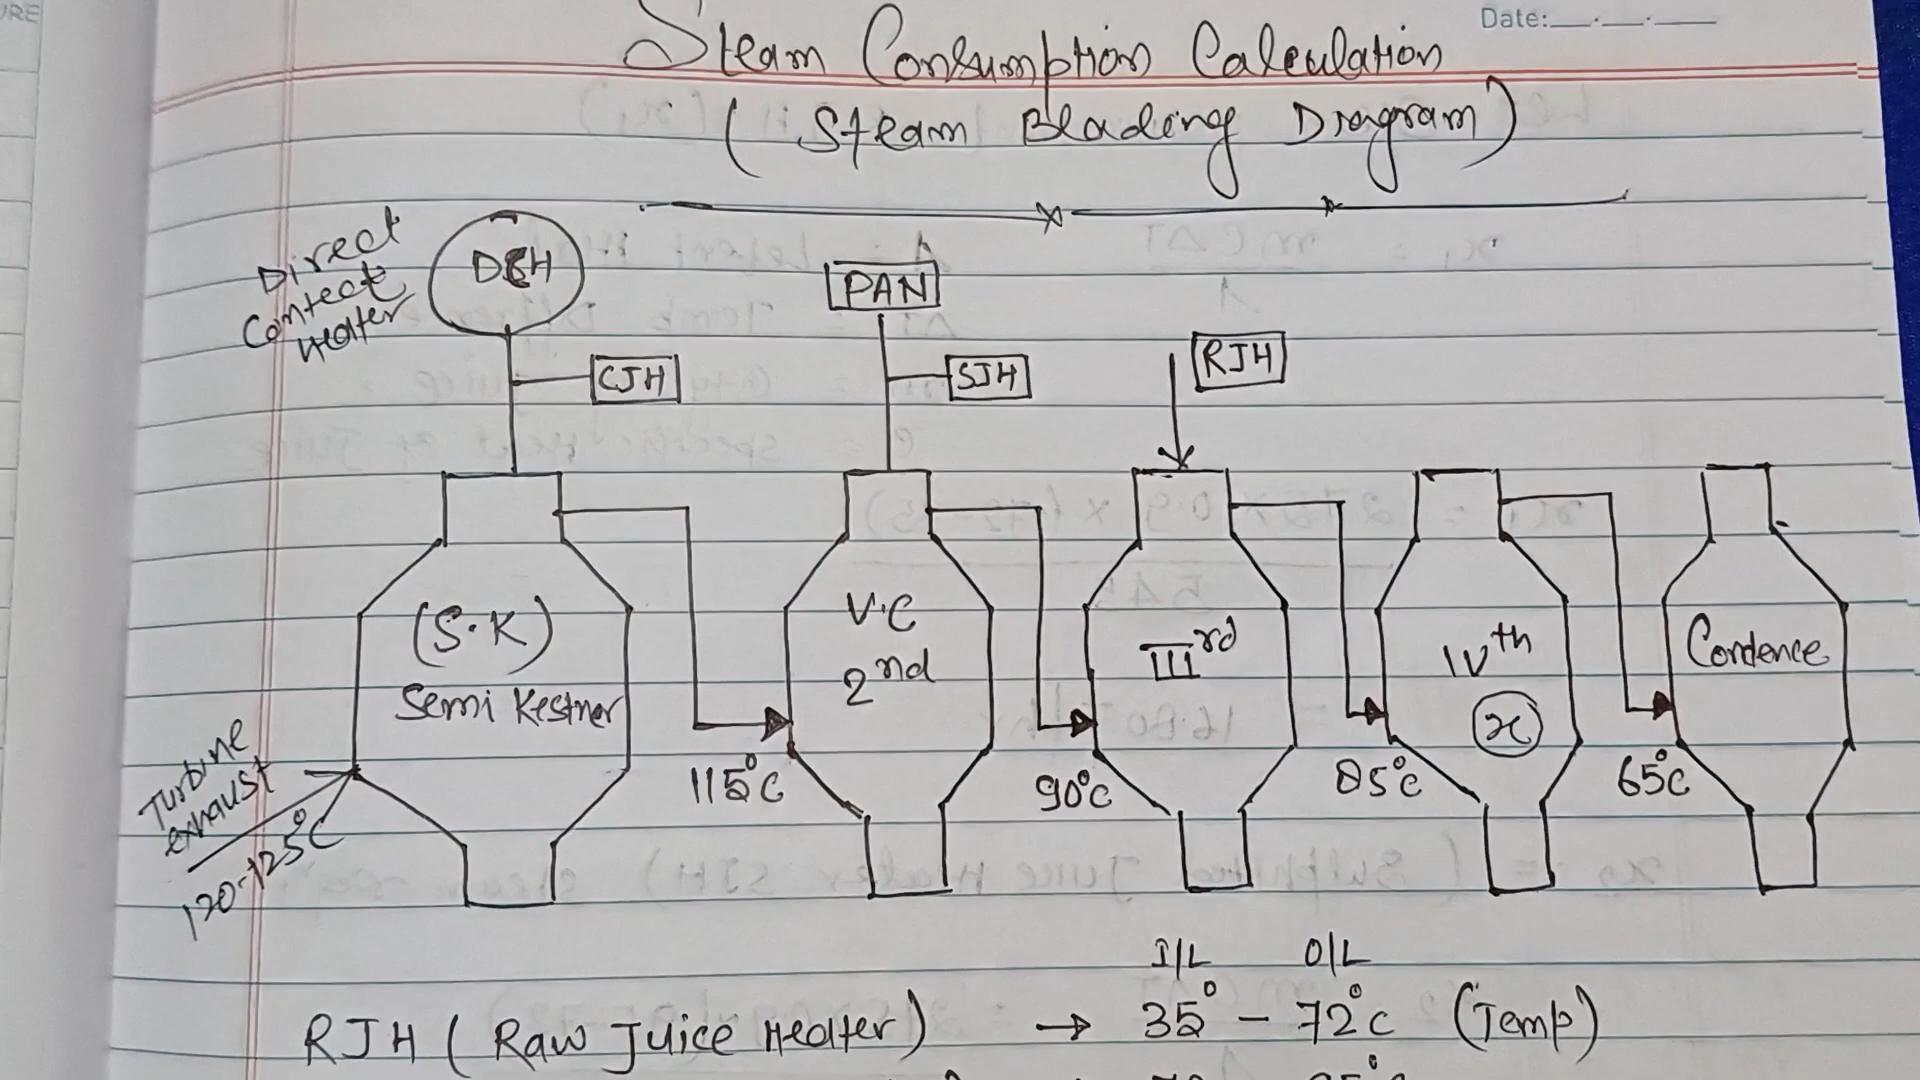 Date:
Steam Consumption Calculation
( Steam Blading Diagram )
Direct
Contect
Heater
DCH
PAN
CJH
SJH
RJH
(S.K)
Semi Kestner
V.C
2nd
IIIrd
IVth
x
Condence
Turbine
exhaust
120-125°C
115°C
90°C
85°C
65°C
I/L O/L
RJH ( Raw Juice Heater ) → 35° - 72°C (Temp)